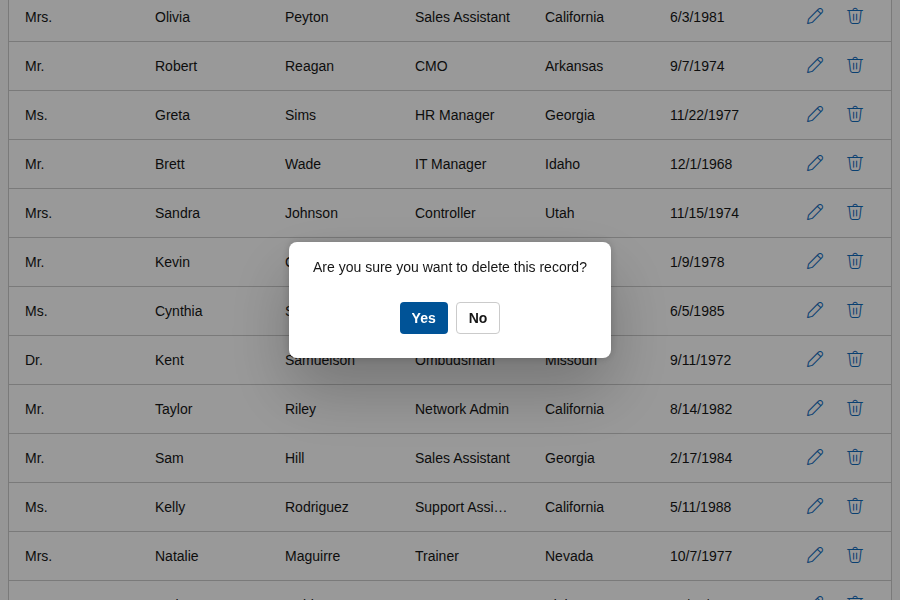 Mrs. Olivia Peyton Sales Assistant California 6/3/1981
Mr. Robert Reagan CMO Arkansas 9/7/1974
Ms. Greta Sims HR Manager Georgia 11/22/1977
Mr. Brett Wade IT Manager Idaho 12/1/1968
Mrs. Sandra Johnson Controller Utah 11/15/1974
Mr. Kevin 1/9/1978
Are you sure you want to delete this record?
Ms. Cynthia 6/5/1985
Yes No
Dr. Kent Samuelson Ombudsman Missouri 9/11/1972
Mr. Taylor Riley Network Admin California 8/14/1982
Mr. Sam Hill Sales Assistant Georgia 2/17/1984
Ms. Kelly Rodriguez Support Assi… California 5/11/1988
Mrs. Natalie Maguirre Trainer Nevada 10/7/1977